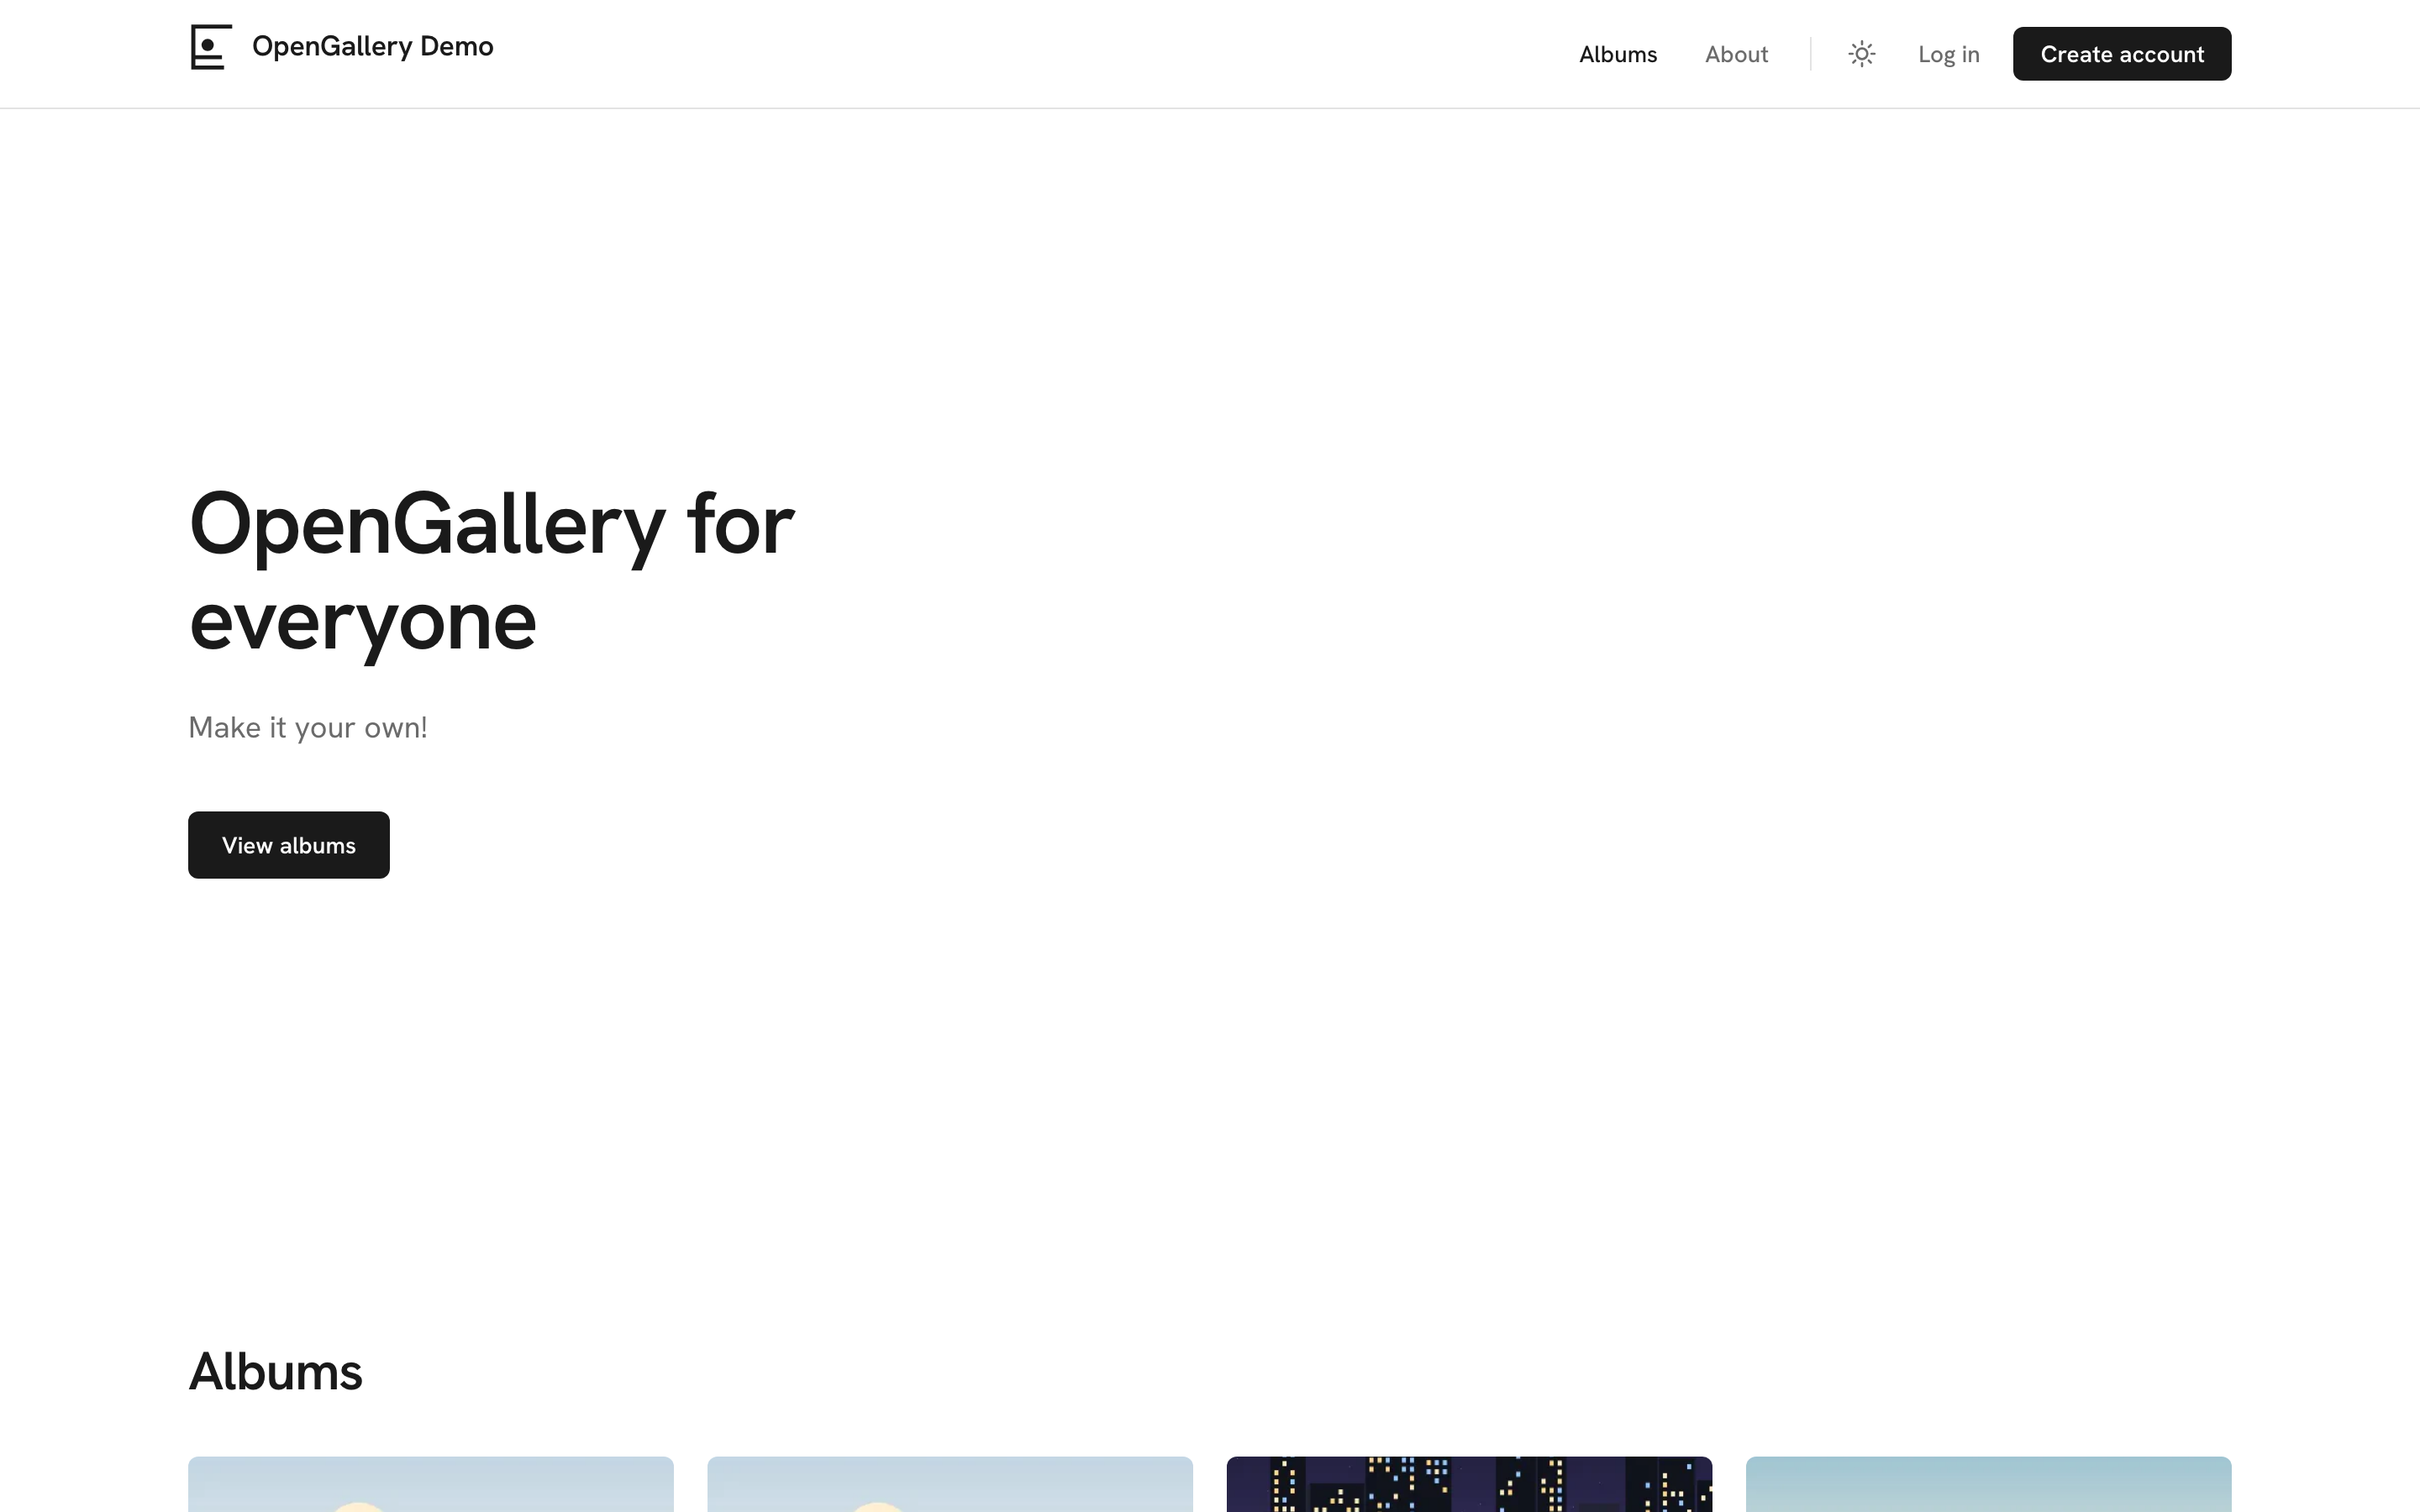 OpenGallery Demo
Albums
About
Log in
Create account
OpenGallery for
everyone
Make it your own!
View albums
Albums